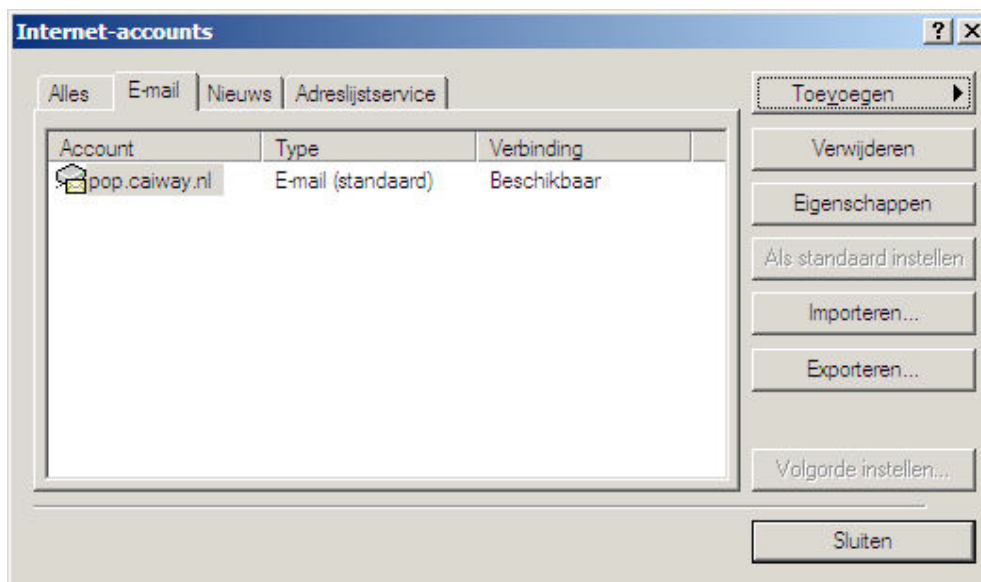 Internet-accounts
Alles E-mail Nieuws Adreslijstservice
Account Type Verbinding
pop.caiway.nl E-mail (standaard) Beschikbaar
Toevoegen
Verwijderen
Eigenschappen
Als standaard instellen
Importeren...
Exporteren...
Volgorde instellen...
Sluiten